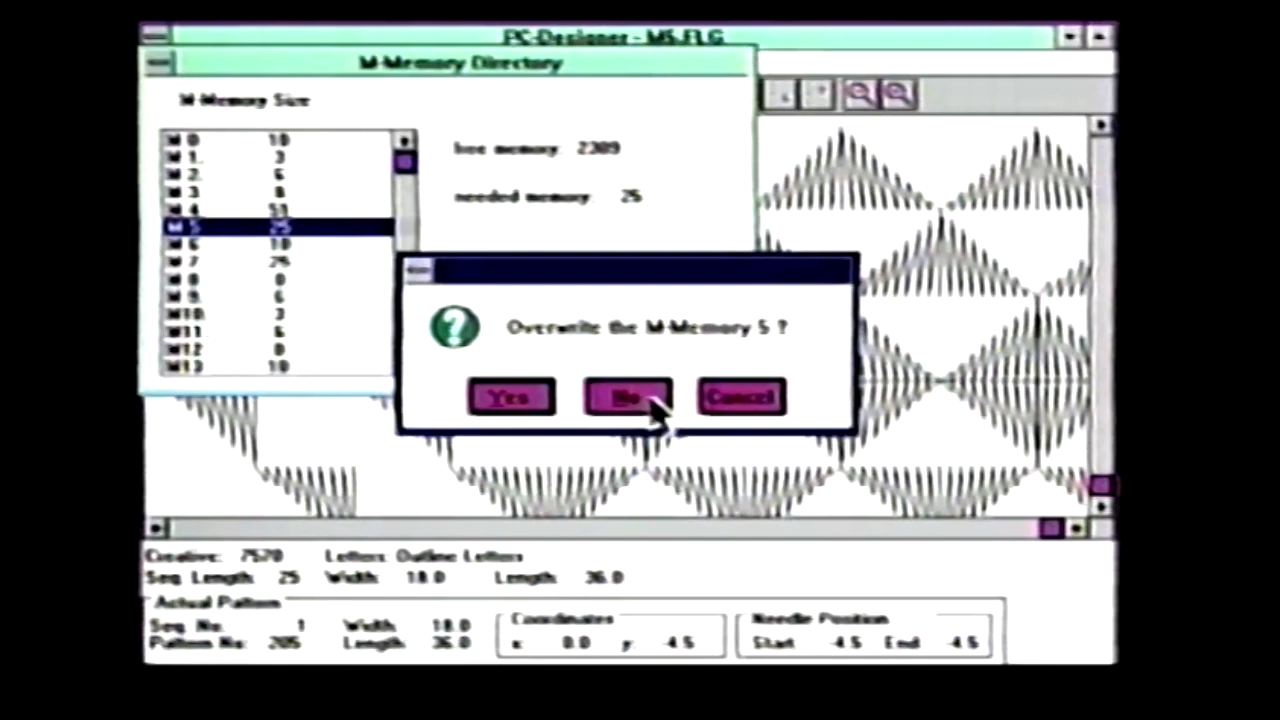 PC-Designer - M5.FLG
M-Memory Directory
M-Memory Size
M 0 10
M 1. 3
M 2. 6
M 3 8
M 4 51
M 5 25
M 6 10
M 7 25
M 8 0
M 9. 6
M10. 3
M11 6
M12 8
M13 10
free memory: 2389
needed memory: 25
Overwrite the M-Memory 5 ?
Yes No Cancel
Creative: 7570 Letters: Outline Letters
Seq. Length: 25 Width: 18.0 Length: 36.0
Actual Pattern
Seq. No. 1 Width: 18.0
Pattern No: 205 Length: 36.0
Coordinates
x: 0.0 y: -4.5
Needle Position
Start -4.5 End -4.5